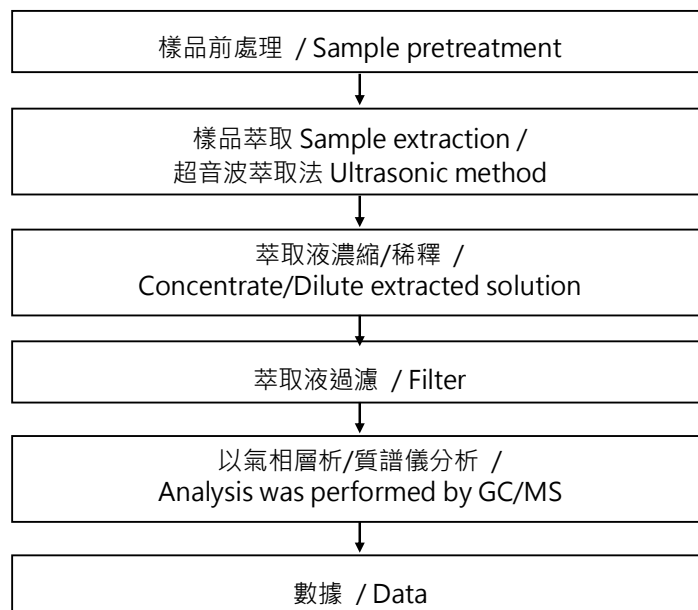 樣品前處理 / Sample pretreatment
樣品萃取 Sample extraction /
超音波萃取法 Ultrasonic method
萃取液濃縮/稀釋 /
Concentrate/Dilute extracted solution
萃取液過濾 / Filter
以氣相層析/質譜儀分析 /
Analysis was performed by GC/MS
數據 / Data